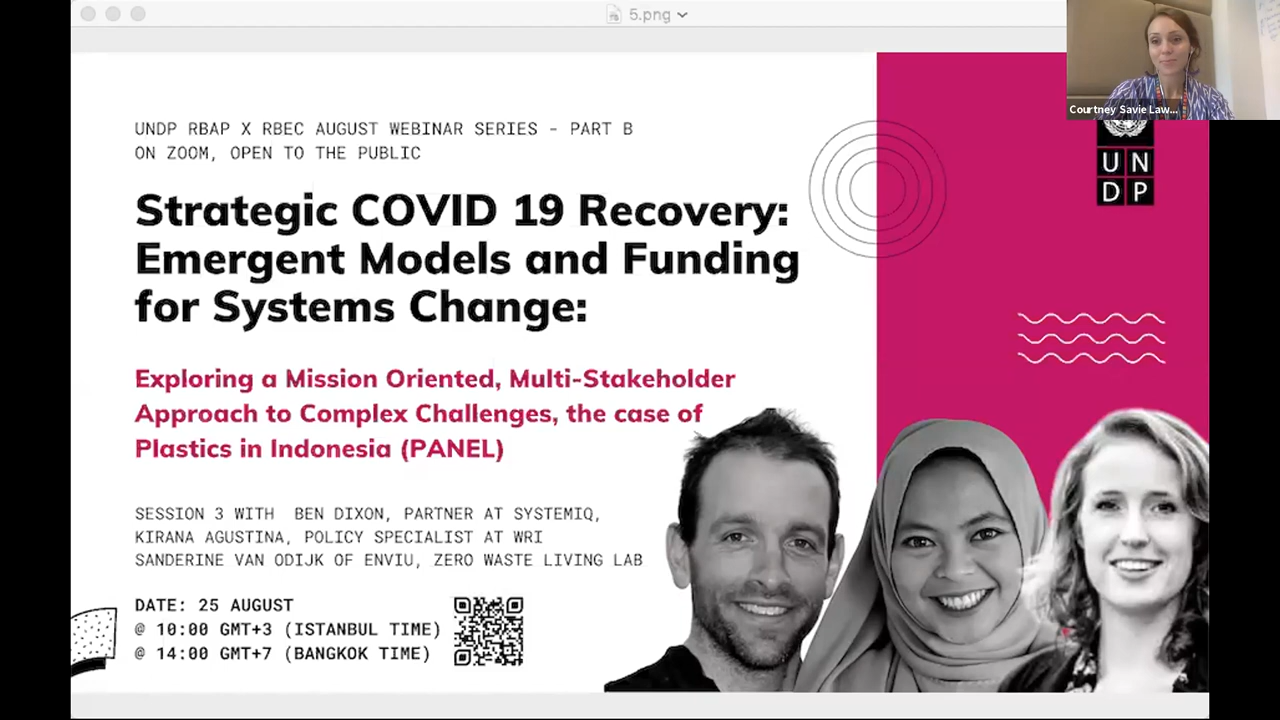 5.png
Courtney Savie Law...
UNDP RBAP X RBEC AUGUST WEBINAR SERIES - PART B
ON ZOOM, OPEN TO THE PUBLIC
UN
DP
Strategic COVID 19 Recovery:
Emergent Models and Funding
for Systems Change:
Exploring a Mission Oriented, Multi-Stakeholder
Approach to Complex Challenges, the case of
Plastics in Indonesia (PANEL)
SESSION 3 WITH BEN DIXON, PARTNER AT SYSTEMIQ,
KIRANA AGUSTINA, POLICY SPECIALIST AT WRI
SANDERINE VAN ODIJK OF ENVIU, ZERO WASTE LIVING LAB
DATE: 25 AUGUST
@ 10:00 GMT+3 (ISTANBUL TIME)
@ 14:00 GMT+7 (BANGKOK TIME)